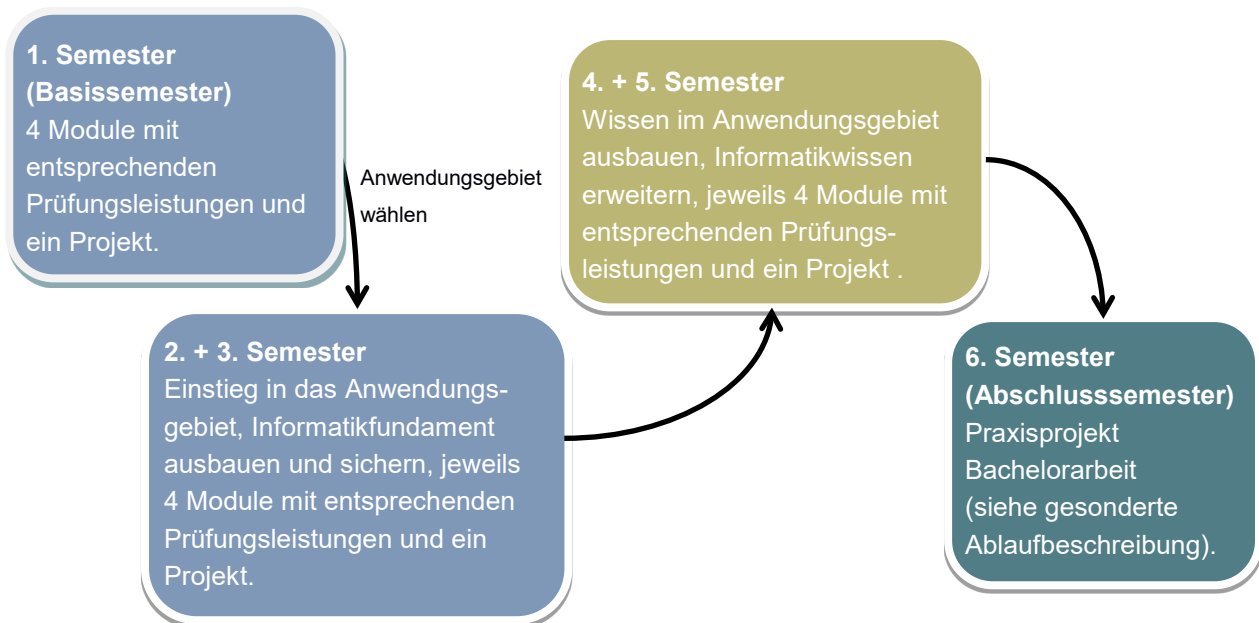 1. Semester
(Basissemester)
4 Module mit
entsprechenden
Prüfungsleistungen und
ein Projekt.
Anwendungsgebiet
wählen
2. + 3. Semester
Einstieg in das Anwendungs-
gebiet, Informatikfundament
ausbauen und sichern, jeweils
4 Module mit entsprechenden
Prüfungsleistungen und ein
Projekt.
4. + 5. Semester
Wissen im Anwendungsgebiet
ausbauen, Informatikwissen
erweitern, jeweils 4 Module mit
entsprechenden Prüfungs-
leistungen und ein Projekt .
6. Semester
(Abschlusssemester)
Praxisprojekt
Bachelorarbeit
(siehe gesonderte
Ablaufbeschreibung).